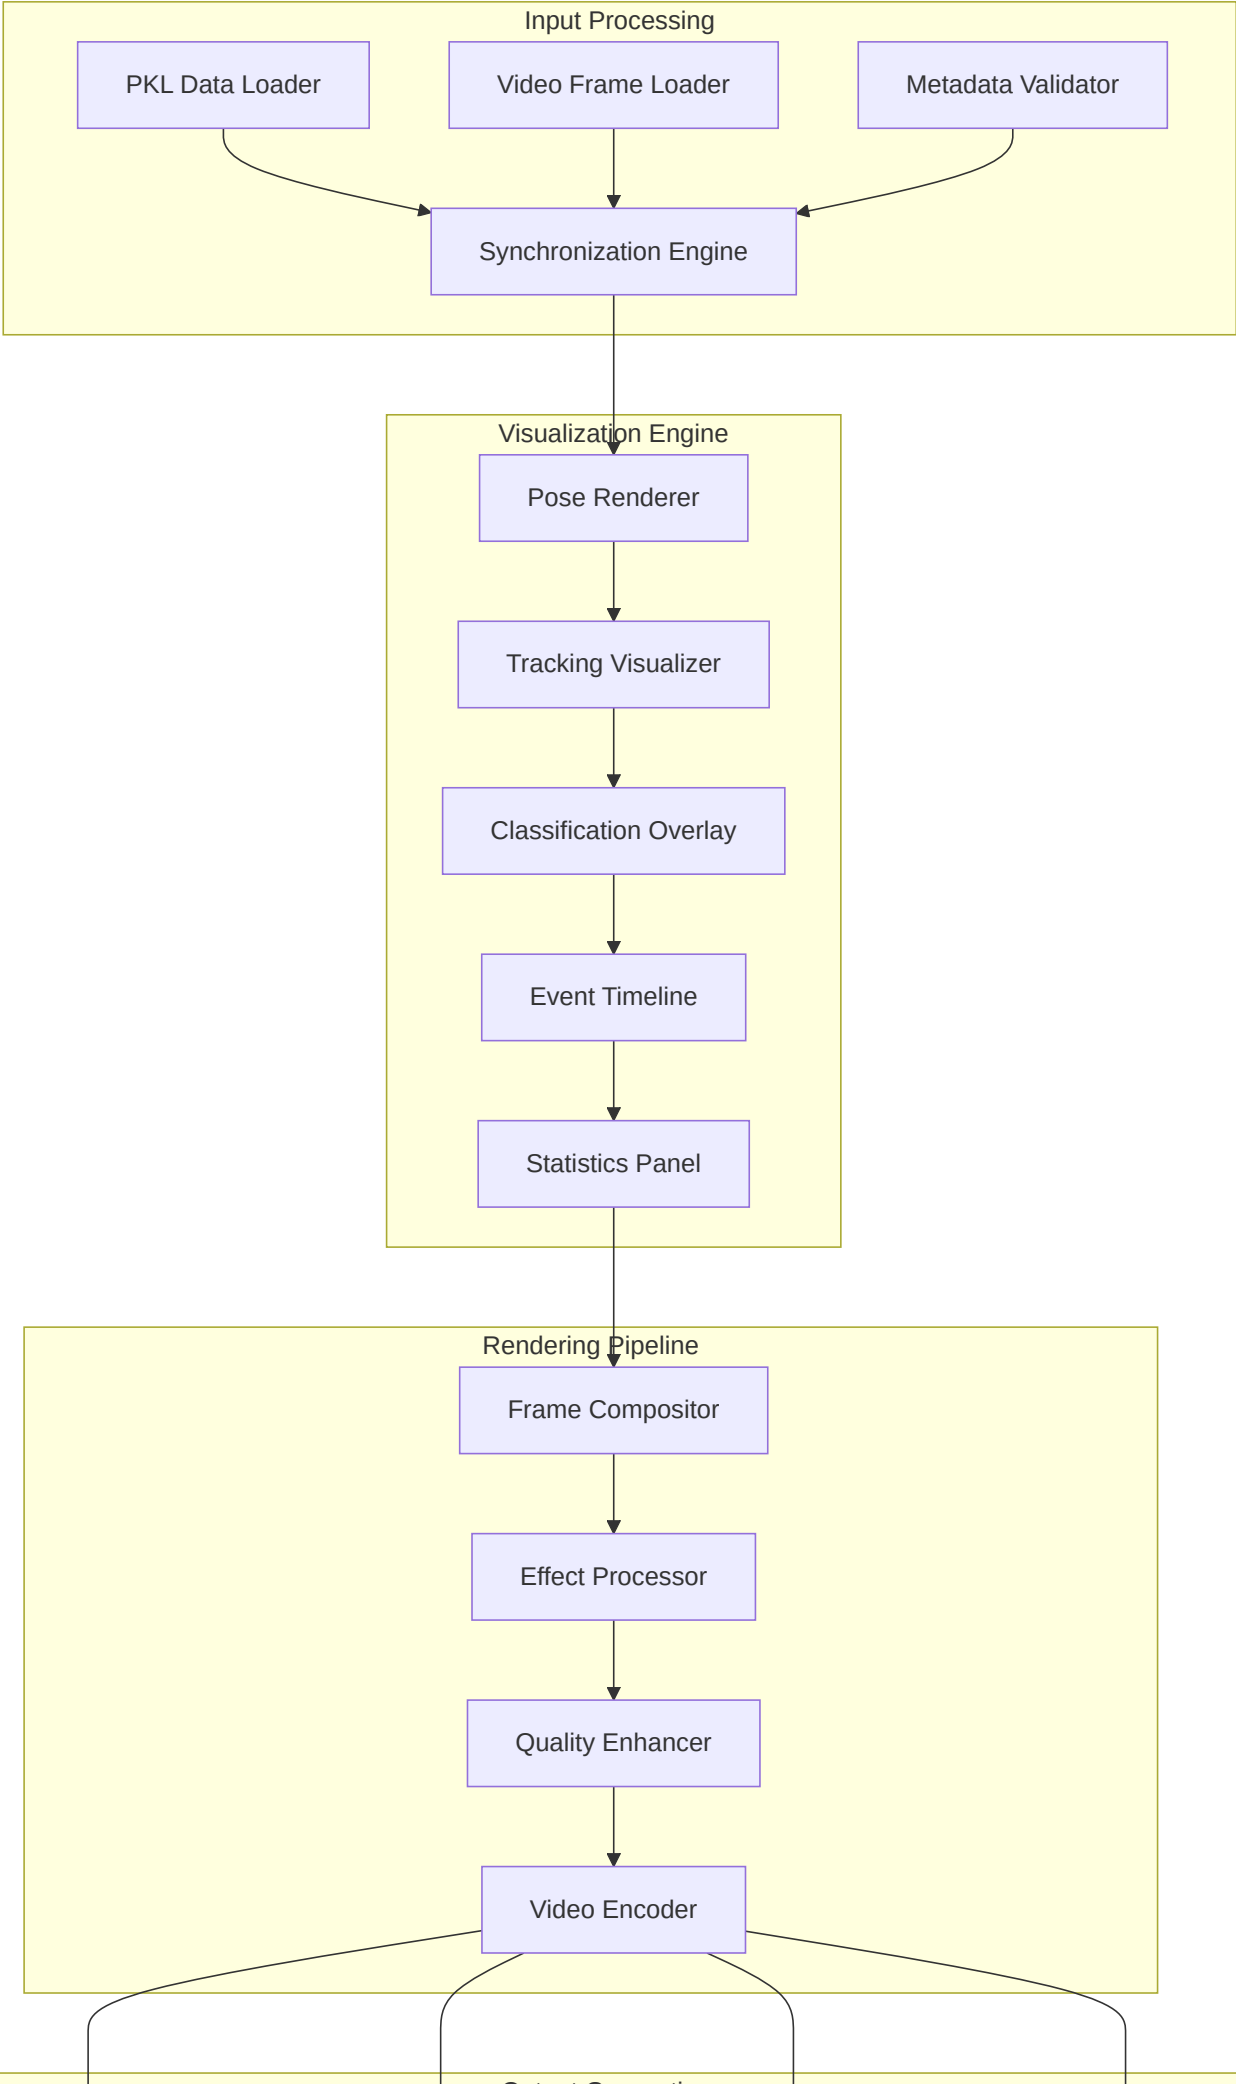 Input Processing
PKL Data Loader
Video Frame Loader
Metadata Validator
Synchronization Engine
Visualization Engine
Pose Renderer
Tracking Visualizer
Classification Overlay
Event Timeline
Statistics Panel
Rendering Pipeline
Frame Compositor
Effect Processor
Quality Enhancer
Video Encoder